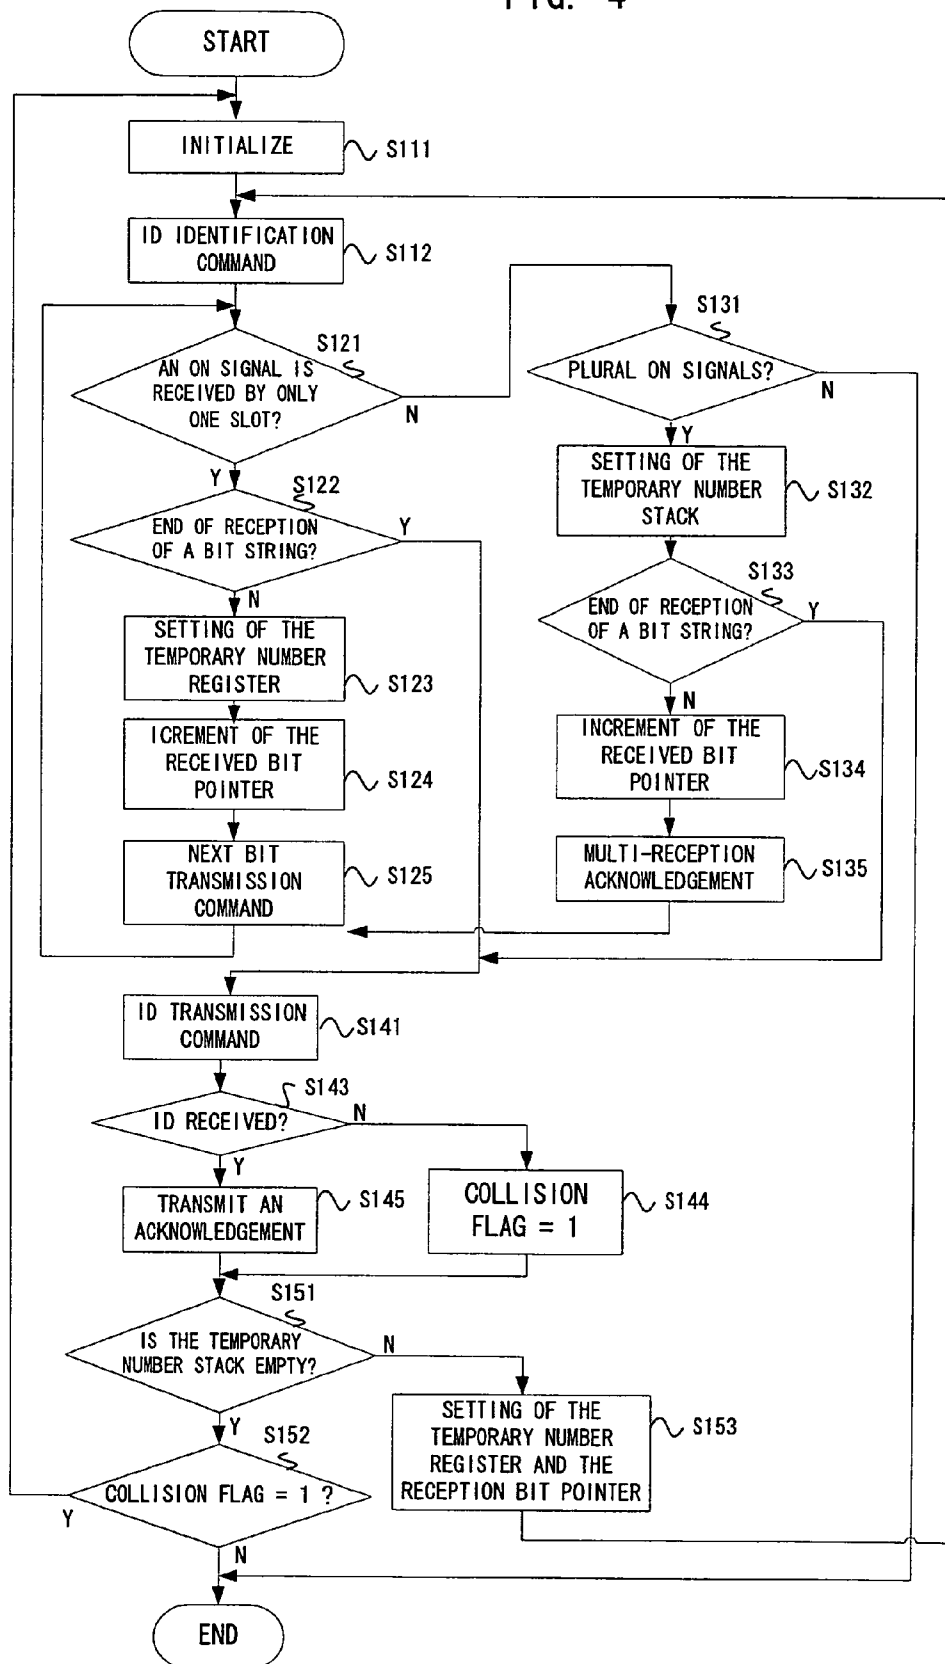 FIG. 4
START
INITIALIZE
S111
ID IDENTIFICATION
COMMAND
S112
S121
AN ON SIGNAL IS
RECEIVED BY ONLY
ONE SLOT?
N
Y
S131
PLURAL ON SIGNALS?
N
Y
SETTING OF THE
TEMPORARY NUMBER
STACK
S132
S122
END OF RECEPTION
OF A BIT STRING?
Y
N
S133
END OF RECEPTION
OF A BIT STRING?
Y
N
SETTING OF THE
TEMPORARY NUMBER
REGISTER
S123
ICREMENT OF THE
RECEIVED BIT
POINTER
S124
INCREMENT OF THE
RECEIVED BIT
POINTER
S134
NEXT BIT
TRANSMISSION
COMMAND
S125
MULTI-RECEPTION
ACKNOWLEDGEMENT
S135
ID TRANSMISSION
COMMAND
S141
S143
ID RECEIVED?
N
Y
TRANSMIT AN
ACKNOWLEDGEMENT
S145
COLLISION
FLAG = 1
S144
S151
IS THE TEMPORARY
NUMBER STACK EMPTY?
N
Y
SETTING OF THE
TEMPORARY NUMBER
REGISTER AND THE
RECEPTION BIT POINTER
S153
S152
COLLISION FLAG = 1 ?
Y
N
END